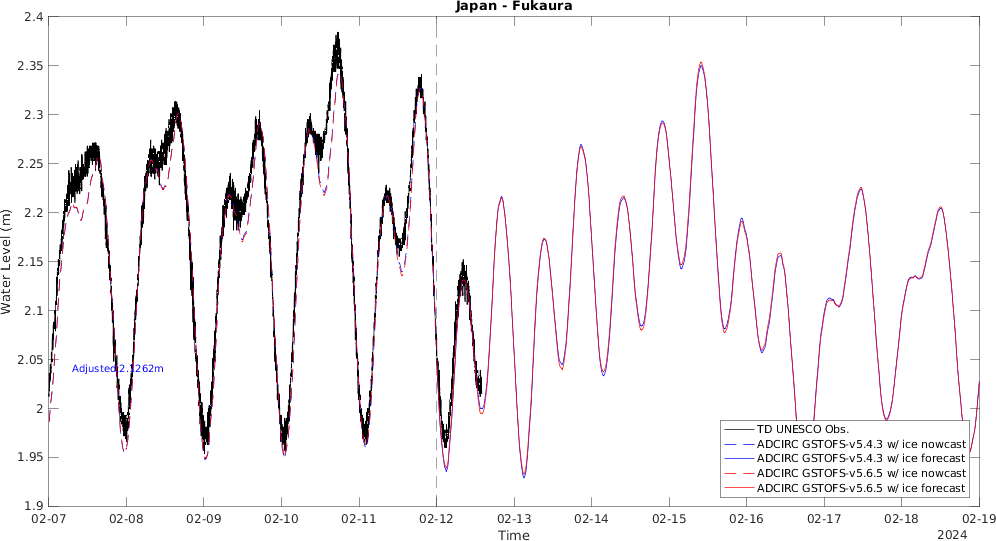 Japan - Fukaura
2.4
2.35
2.3
2.25
2.2
2.15
2.1
2.05
2
1.95
1.9
Water Level (m)
Adjusted 2.1262m
TD UNESCO Obs.
ADCIRC GSTOFS-v5.4.3 w/ ice nowcast
ADCIRC GSTOFS-v5.4.3 w/ ice forecast
ADCIRC GSTOFS-v5.6.5 w/ ice nowcast
ADCIRC GSTOFS-v5.6.5 w/ ice forecast
02-07 02-08 02-09 02-10 02-11 02-12 02-13 02-14 02-15 02-16 02-17 02-18 02-19
Time
2024